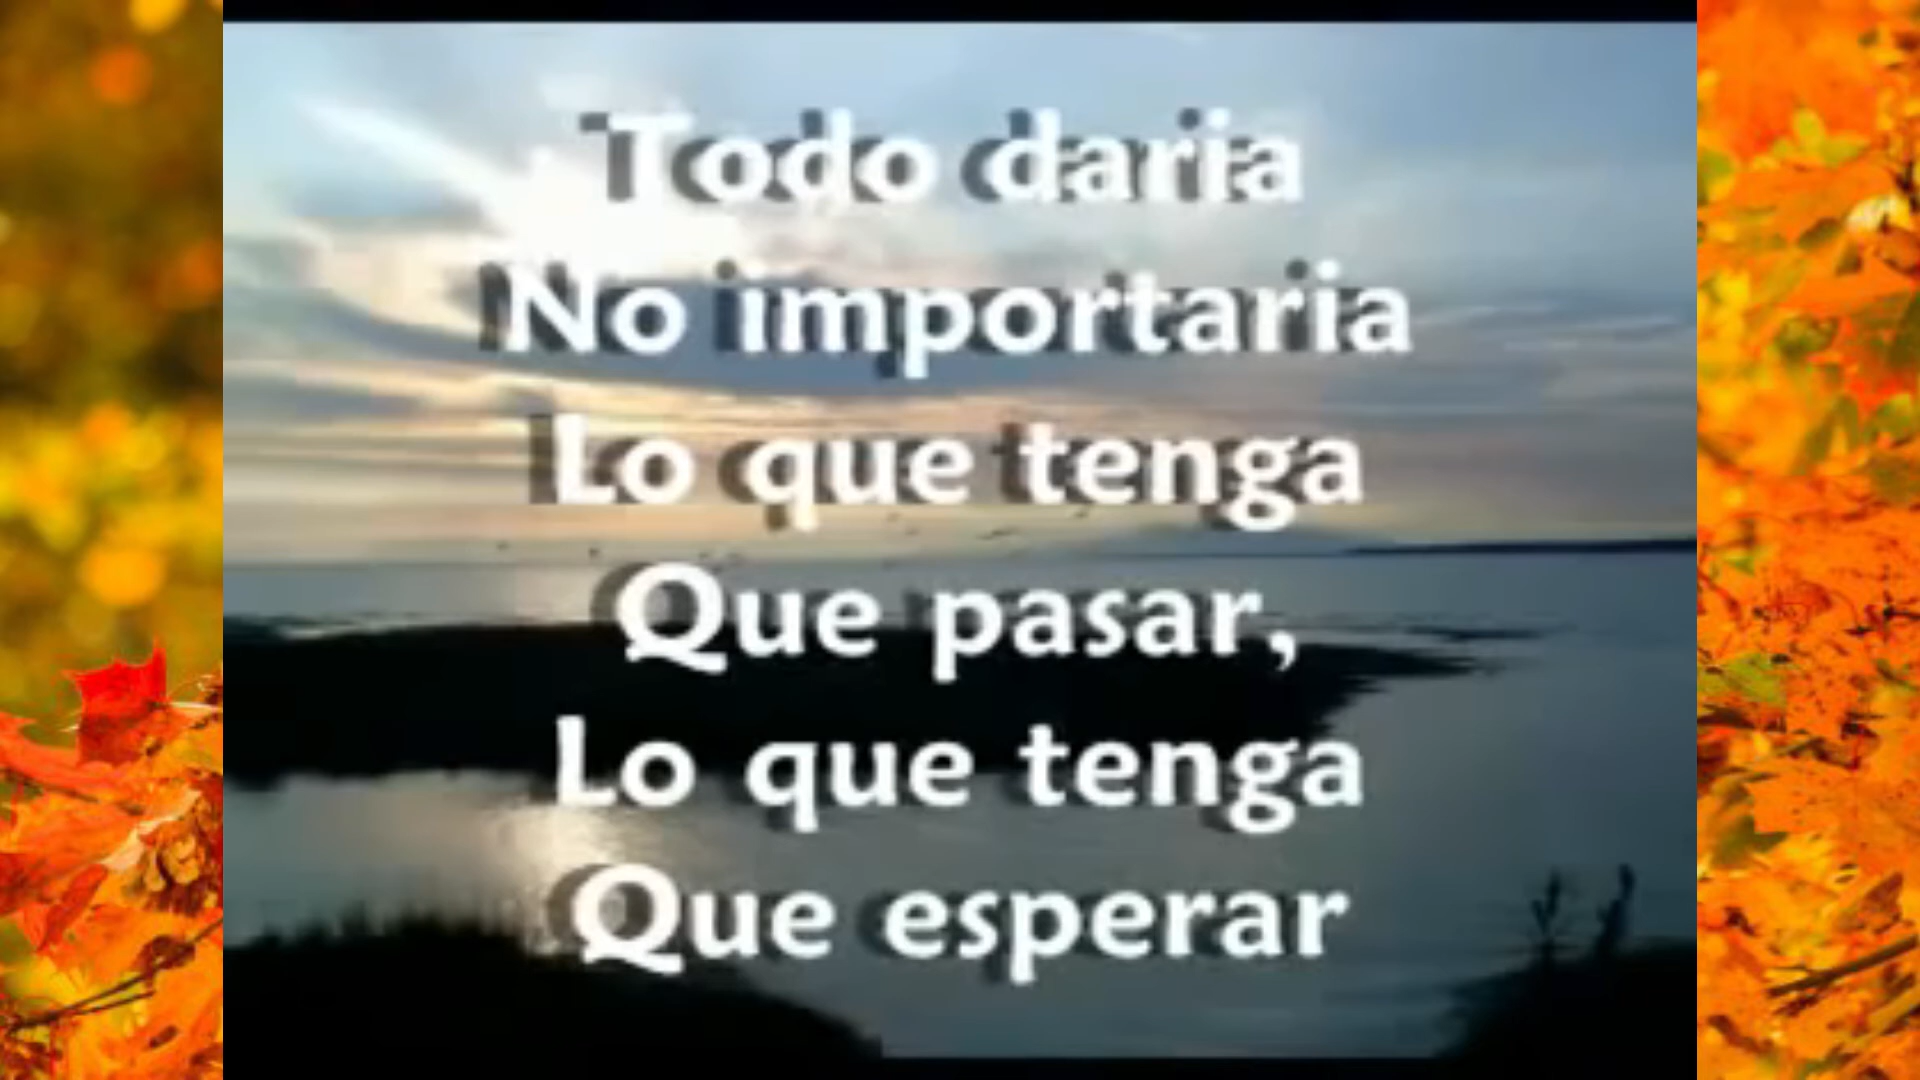 Todo daria
No importaria
Lo que tenga
Que pasar,
Lo que tenga
Que esperar